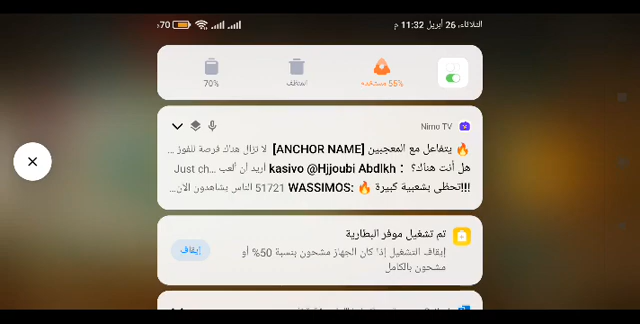 الثلاثاء، 26 أبريل 11:32 م
70
70%
المنظف
55% مستخدمة
Nimo TV
🔥 يتفاعل مع المعجبين [ANCHOR NAME] لا تزال هناك فرصة للفوز ...
هل أنت هناك؟ : kasivo @Hjjoubi Abdlkh أريد أن ألعب Just ch...
!!!تحظى بشعبية كبيرة 🔥 :WASSIMOS 51721 الناس يشاهدون الآن...
تم تشغيل موفر البطارية
إيقاف التشغيل إذا كان الجهاز مشحون بنسبة 50% أو
مشحون بالكامل
إيقاف